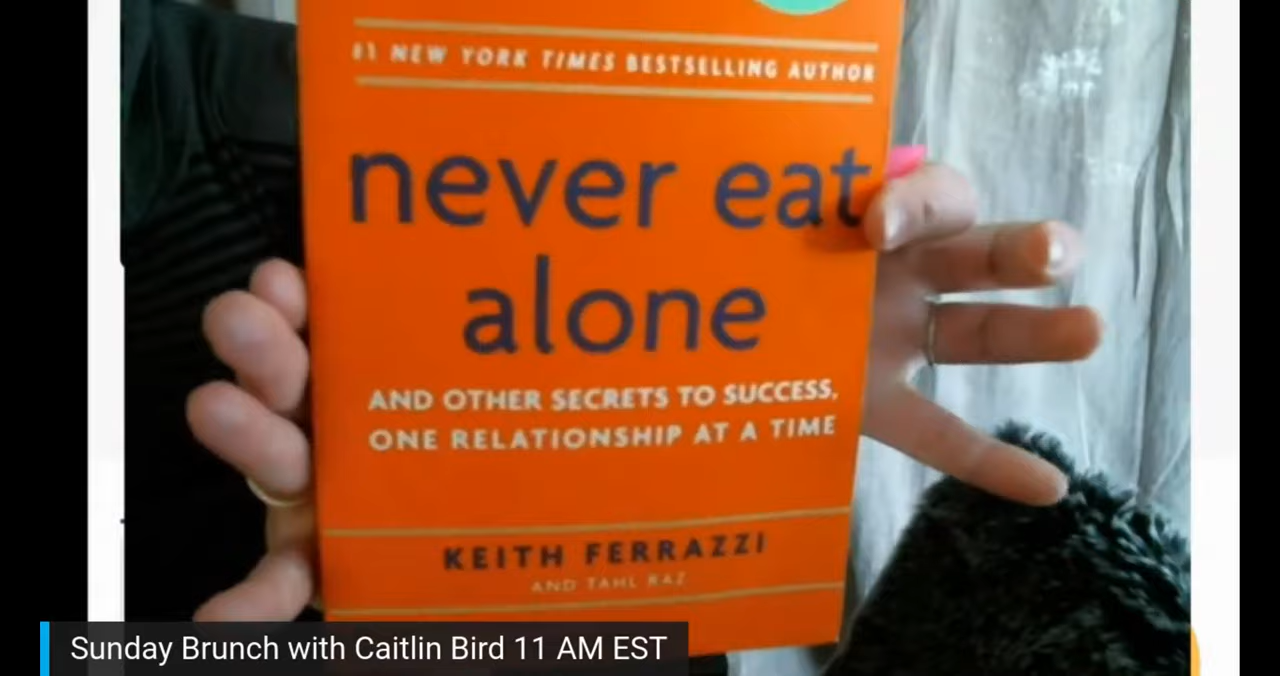 #1 NEW YORK TIMES BESTSELLING AUTHOR
never eat
alone
AND OTHER SECRETS TO SUCCESS,
ONE RELATIONSHIP AT A TIME
KEITH FERRAZZI
AND TAHL RAZ
Sunday Brunch with Caitlin Bird 11 AM EST